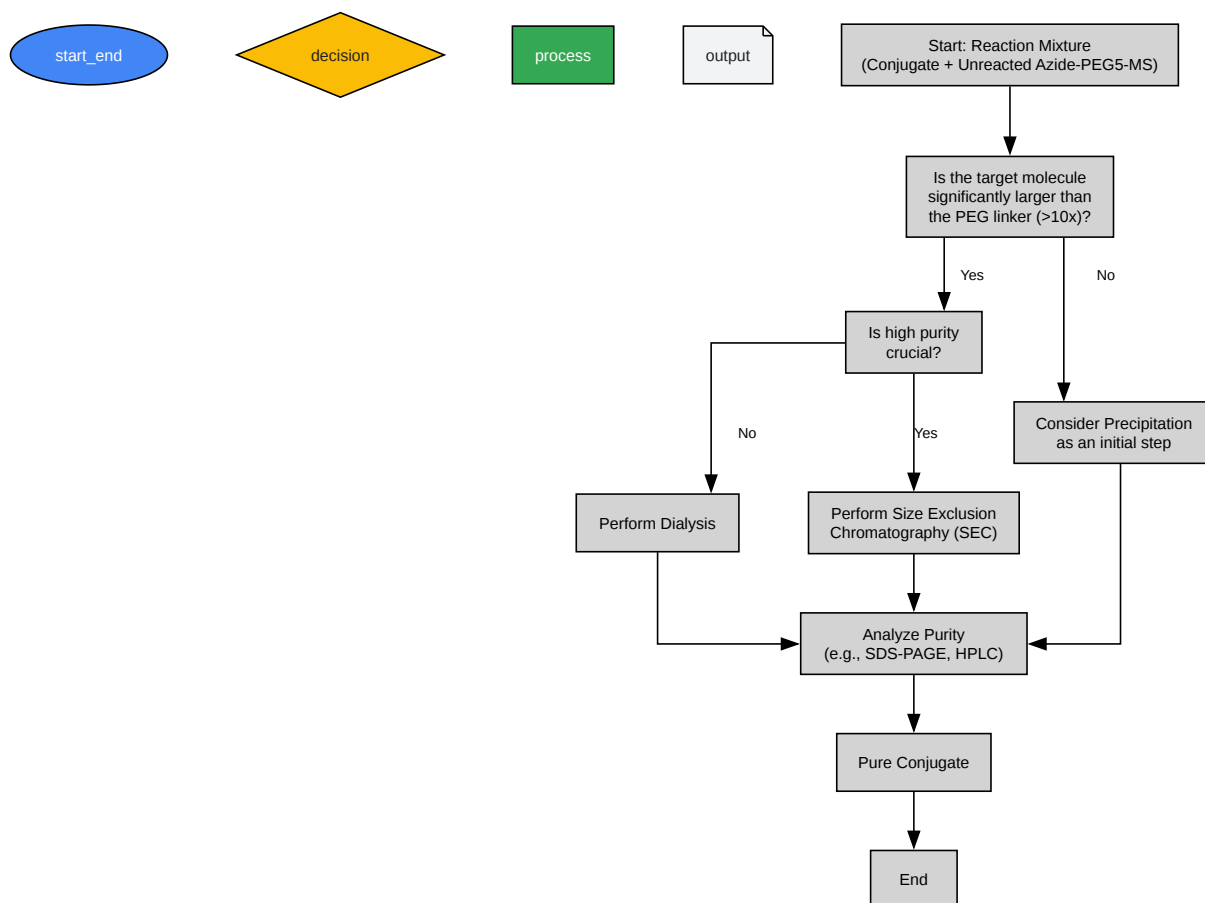 start_end
decision
process
output
Start: Reaction Mixture
(Conjugate + Unreacted Azide-PEG5-MS)
Is the target molecule
significantly larger than
the PEG linker (>10x)?
Yes
No
Is high purity
crucial?
Consider Precipitation
as an initial step
No
Yes
Perform Dialysis
Perform Size Exclusion
Chromatography (SEC)
Analyze Purity
(e.g., SDS-PAGE, HPLC)
Pure Conjugate
End